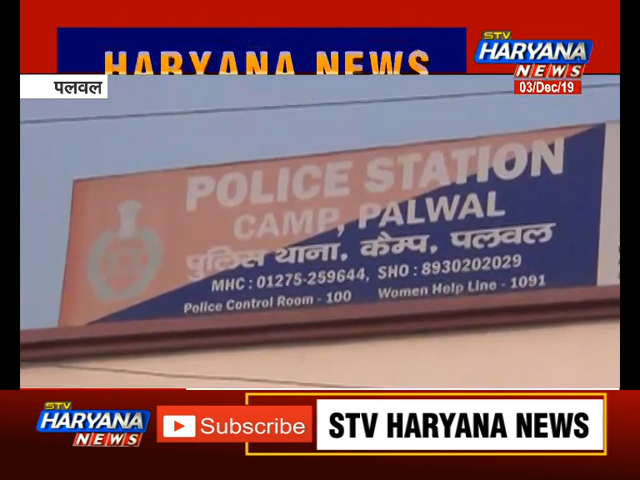 HARYANA NEWS
STV
HARYANA
NEWS
03/Dec/19
पलवल
POLICE STATION
CAMP, PALWAL
पुलिस थाना, कैम्प, पलवल
MHC : 01275-259644, SHO : 8930202029
Police Control Room - 100 Women Help Line - 1091
STV
HARYANA
NEWS
Subscribe
STV HARYANA NEWS